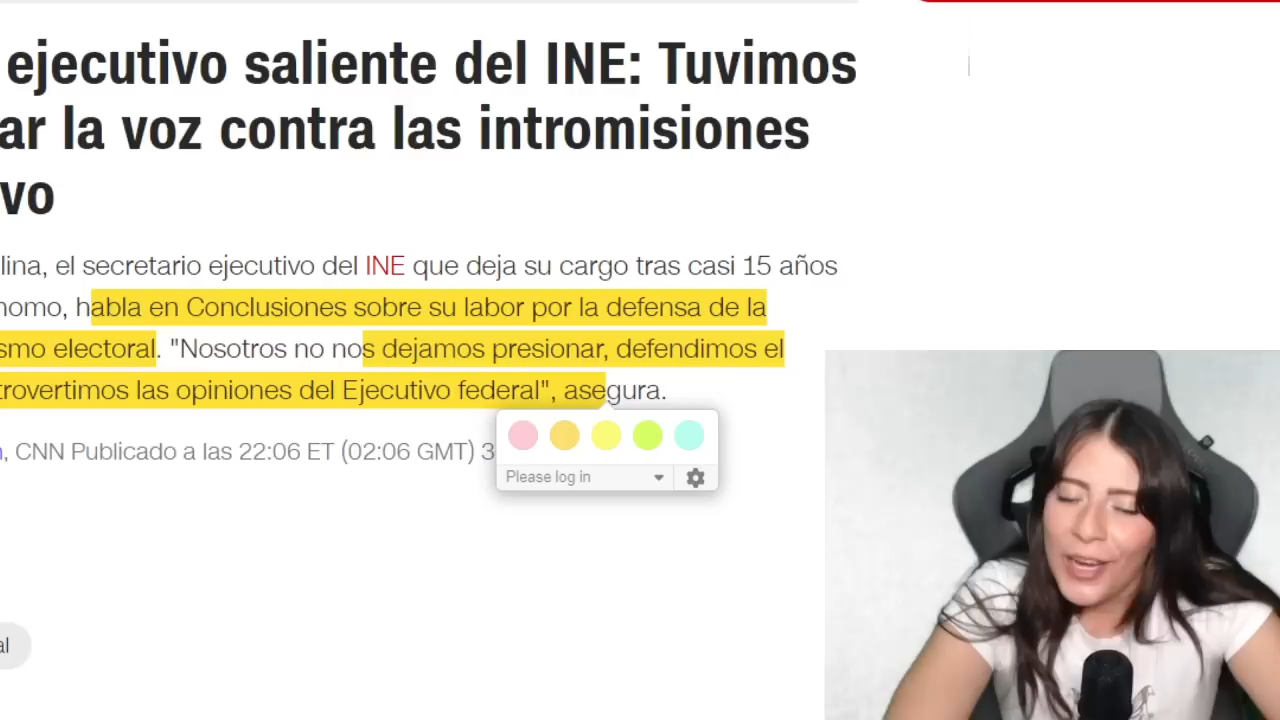 ejecutivo saliente del INE: Tuvimos
ar la voz contra las intromisiones
vo
lina, el secretario ejecutivo del INE que deja su cargo tras casi 15 años
nomo, habla en Conclusiones sobre su labor por la defensa de la
smo electoral. "Nosotros no nos dejamos presionar, defendimos el
trovertimos las opiniones del Ejecutivo federal", asegura.
, CNN Publicado a las 22:06 ET (02:06 GMT) 3
Please log in
al